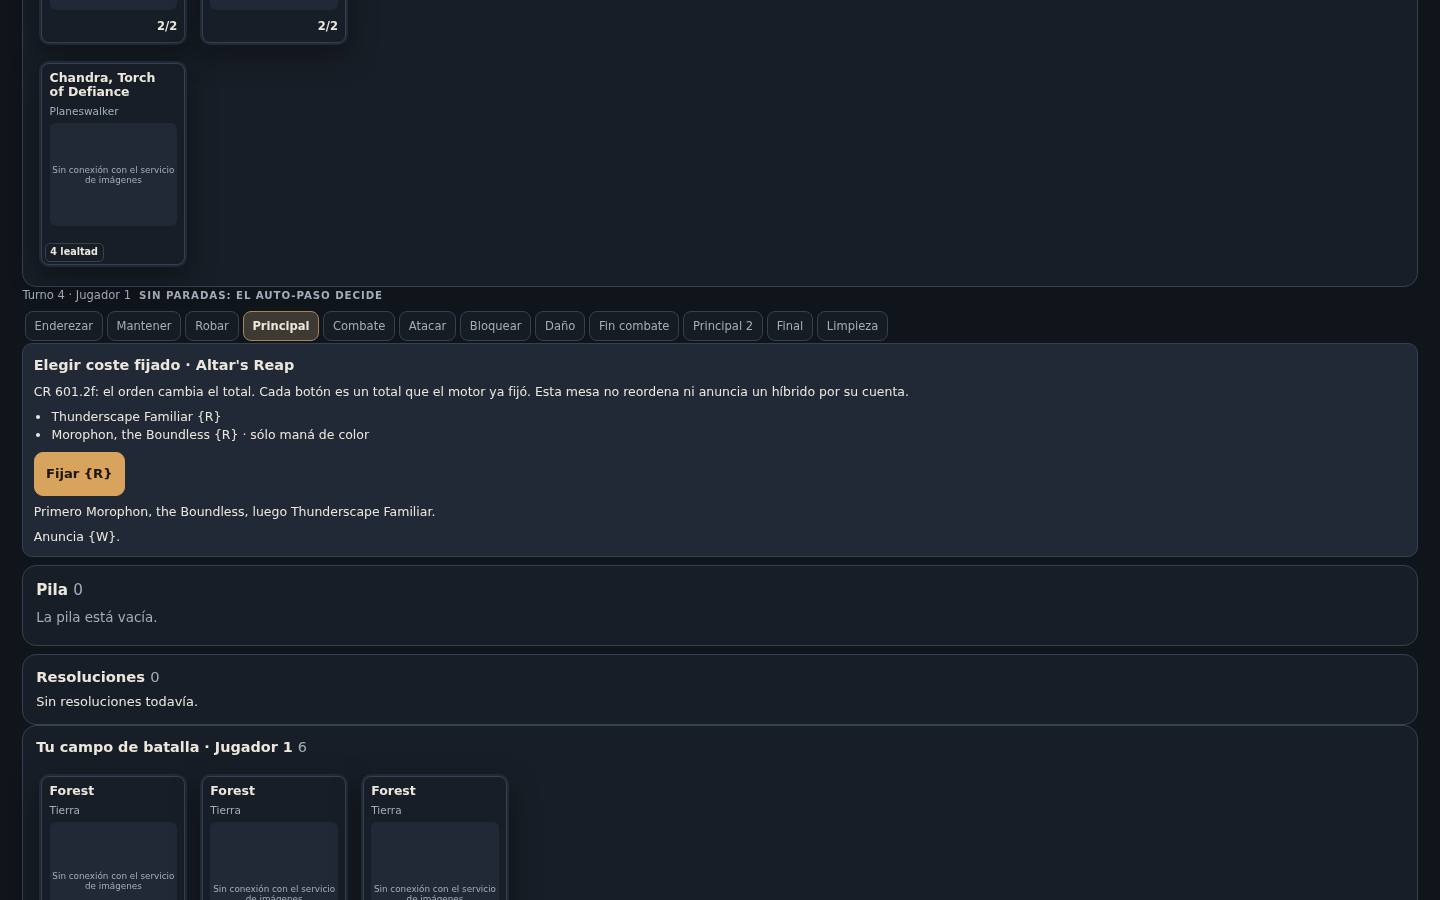 2/2
2/2
Chandra, Torch
of Defiance
Planeswalker
Sin conexión con el servicio
de imágenes
4 lealtad
Turno 4 · Jugador 1 SIN PARADAS: EL AUTO-PASO DECIDE
Enderezar Mantener Robar Principal Combate Atacar Bloquear Daño Fin combate Principal 2 Final Limpieza
Elegir coste fijado · Altar's Reap
CR 601.2f: el orden cambia el total. Cada botón es un total que el motor ya fijó. Esta mesa no reordena ni anuncia un híbrido por su cuenta.
• Thunderscape Familiar {R}
• Morophon, the Boundless {R} · sólo maná de color
Fijar {R}
Primero Morophon, the Boundless, luego Thunderscape Familiar.
Anuncia {W}.
Pila 0
La pila está vacía.
Resoluciones 0
Sin resoluciones todavía.
Tu campo de batalla · Jugador 1 6
Forest
Tierra
Sin conexión con el servicio
de imágenes
Forest
Tierra
Sin conexión con el servicio
de imágenes
Forest
Tierra
Sin conexión con el servicio
de imágenes